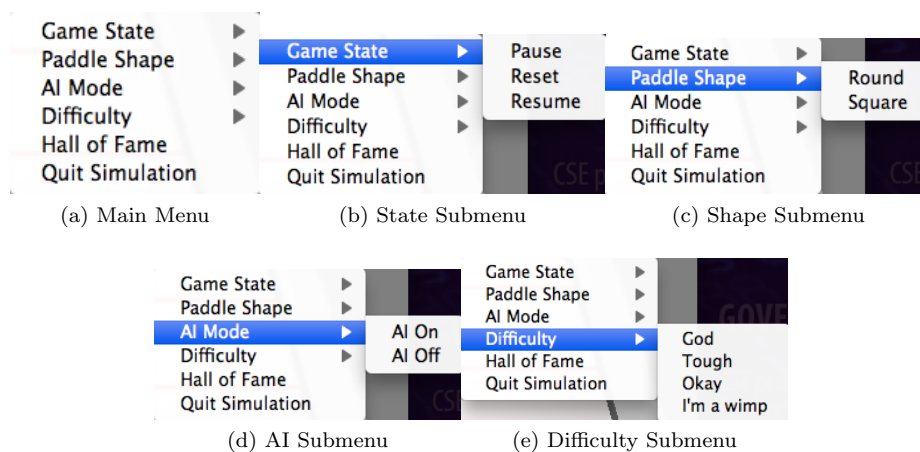 Game State
Paddle Shape
AI Mode
Difficulty
Hall of Fame
Quit Simulation
(a) Main Menu
Game State
Paddle Shape
AI Mode
Difficulty
Hall of Fame
Quit Simulation
Pause
Reset
Resume
CSE
(b) State Submenu
Game State
Paddle Shape
AI Mode
Difficulty
Hall of Fame
Quit Simulation
Round
Square
CS
(c) Shape Submenu
Game State
Paddle Shape
AI Mode
Difficulty
Hall of Fame
Quit Simulation
AI On
AI Off
CS
(d) AI Submenu
Game State
Paddle Shape
AI Mode
Difficulty
Hall of Fame
Quit Simulation
GOVE
God
Tough
Okay
I'm a wimp
(e) Difficulty Submenu